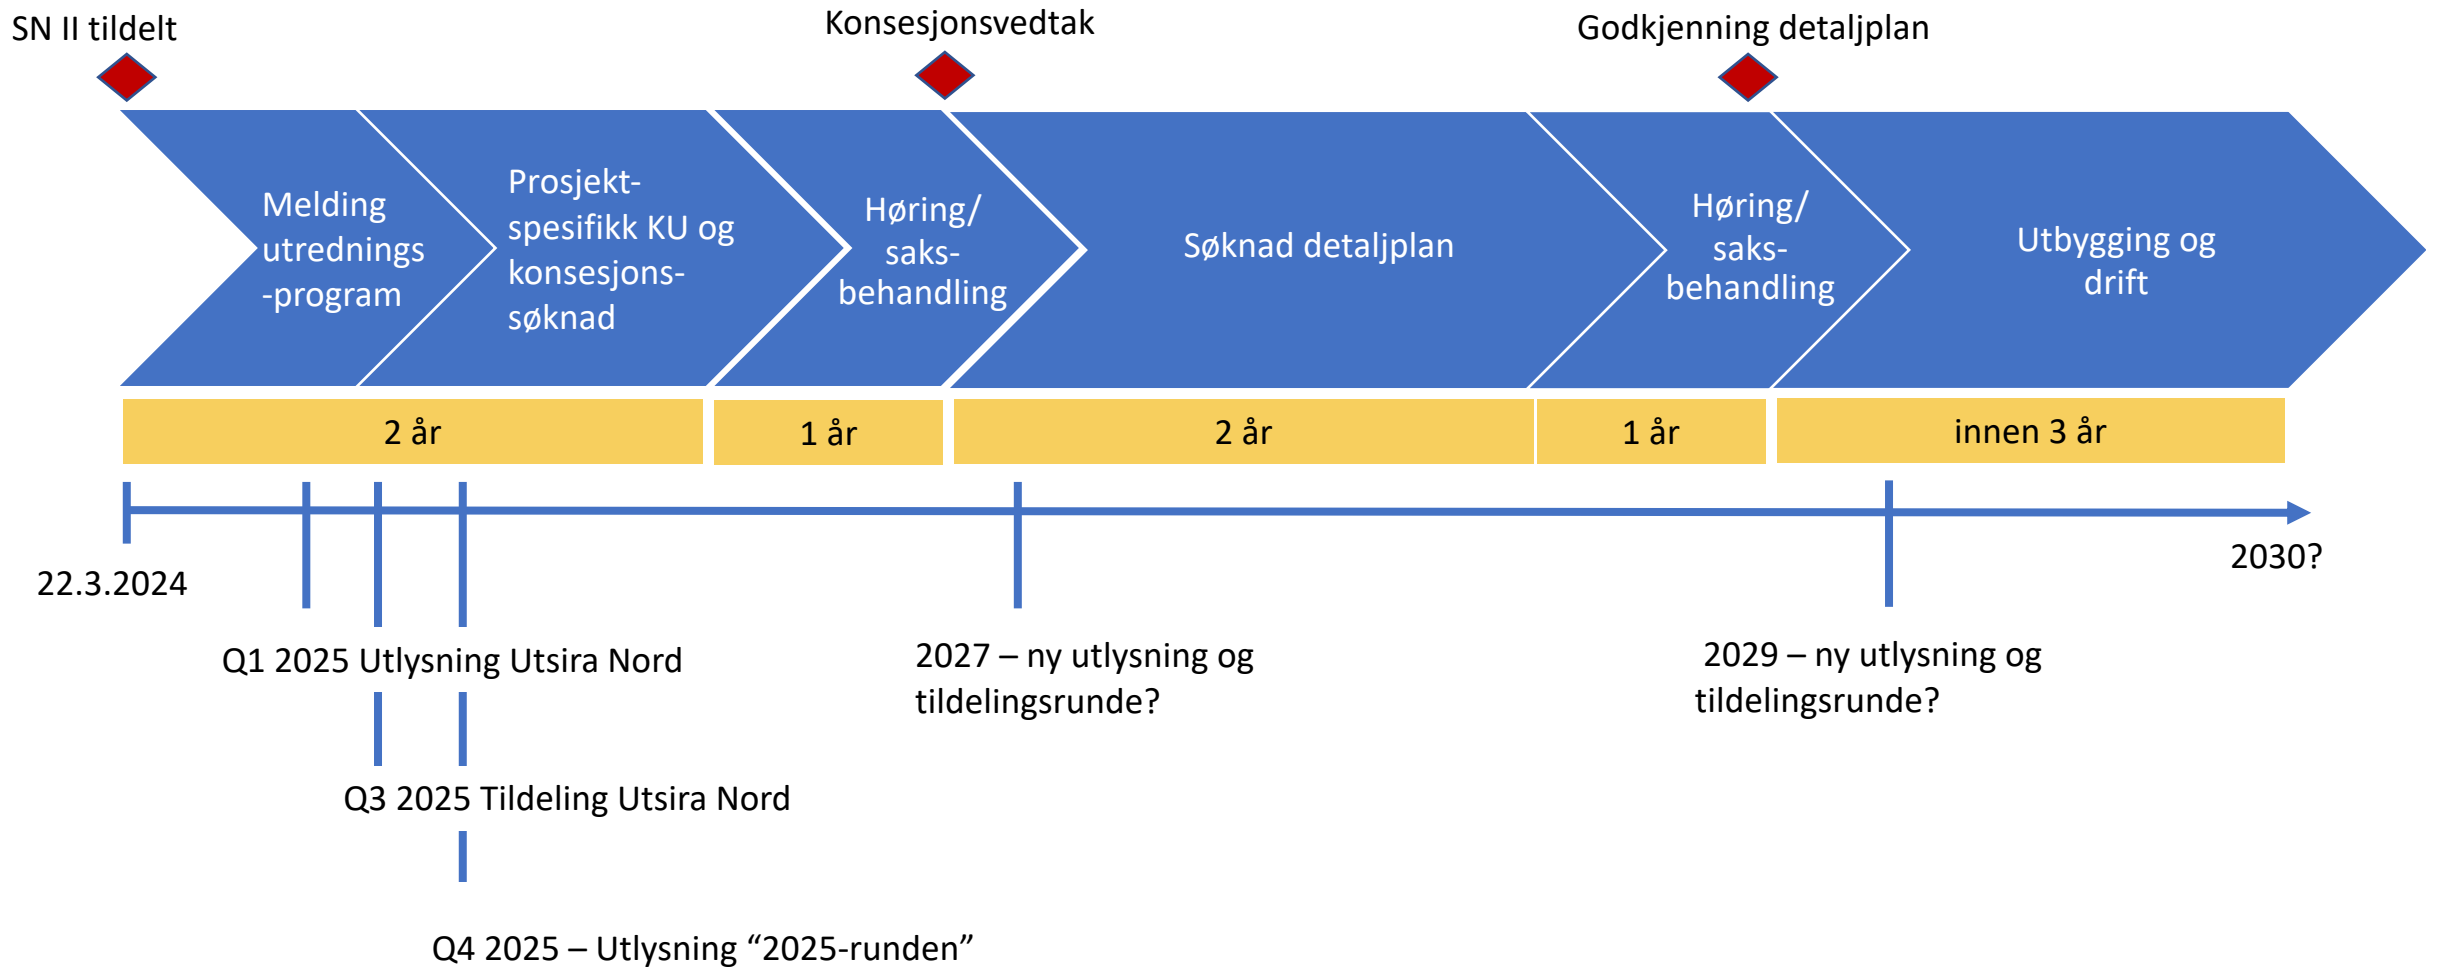 SN II tildelt
Konsesjonsvedtak
Godkjenning detaljplan
Melding
utrednings
-program
Prosjekt-
spesifikk KU og
konsesjons-
søknad
Høring/
saks-
behandling
Søknad detaljplan
Høring/
saks-
behandling
Utbygging og
drift
2 år
1 år
2 år
1 år
innen 3 år
22.3.2024
2030?
Q1 2025 Utlysning Utsira Nord
2027 – ny utlysning og
tildelingsrunde?
2029 – ny utlysning og
tildelingsrunde?
Q3 2025 Tildeling Utsira Nord
Q4 2025 – Utlysning “2025-runden”